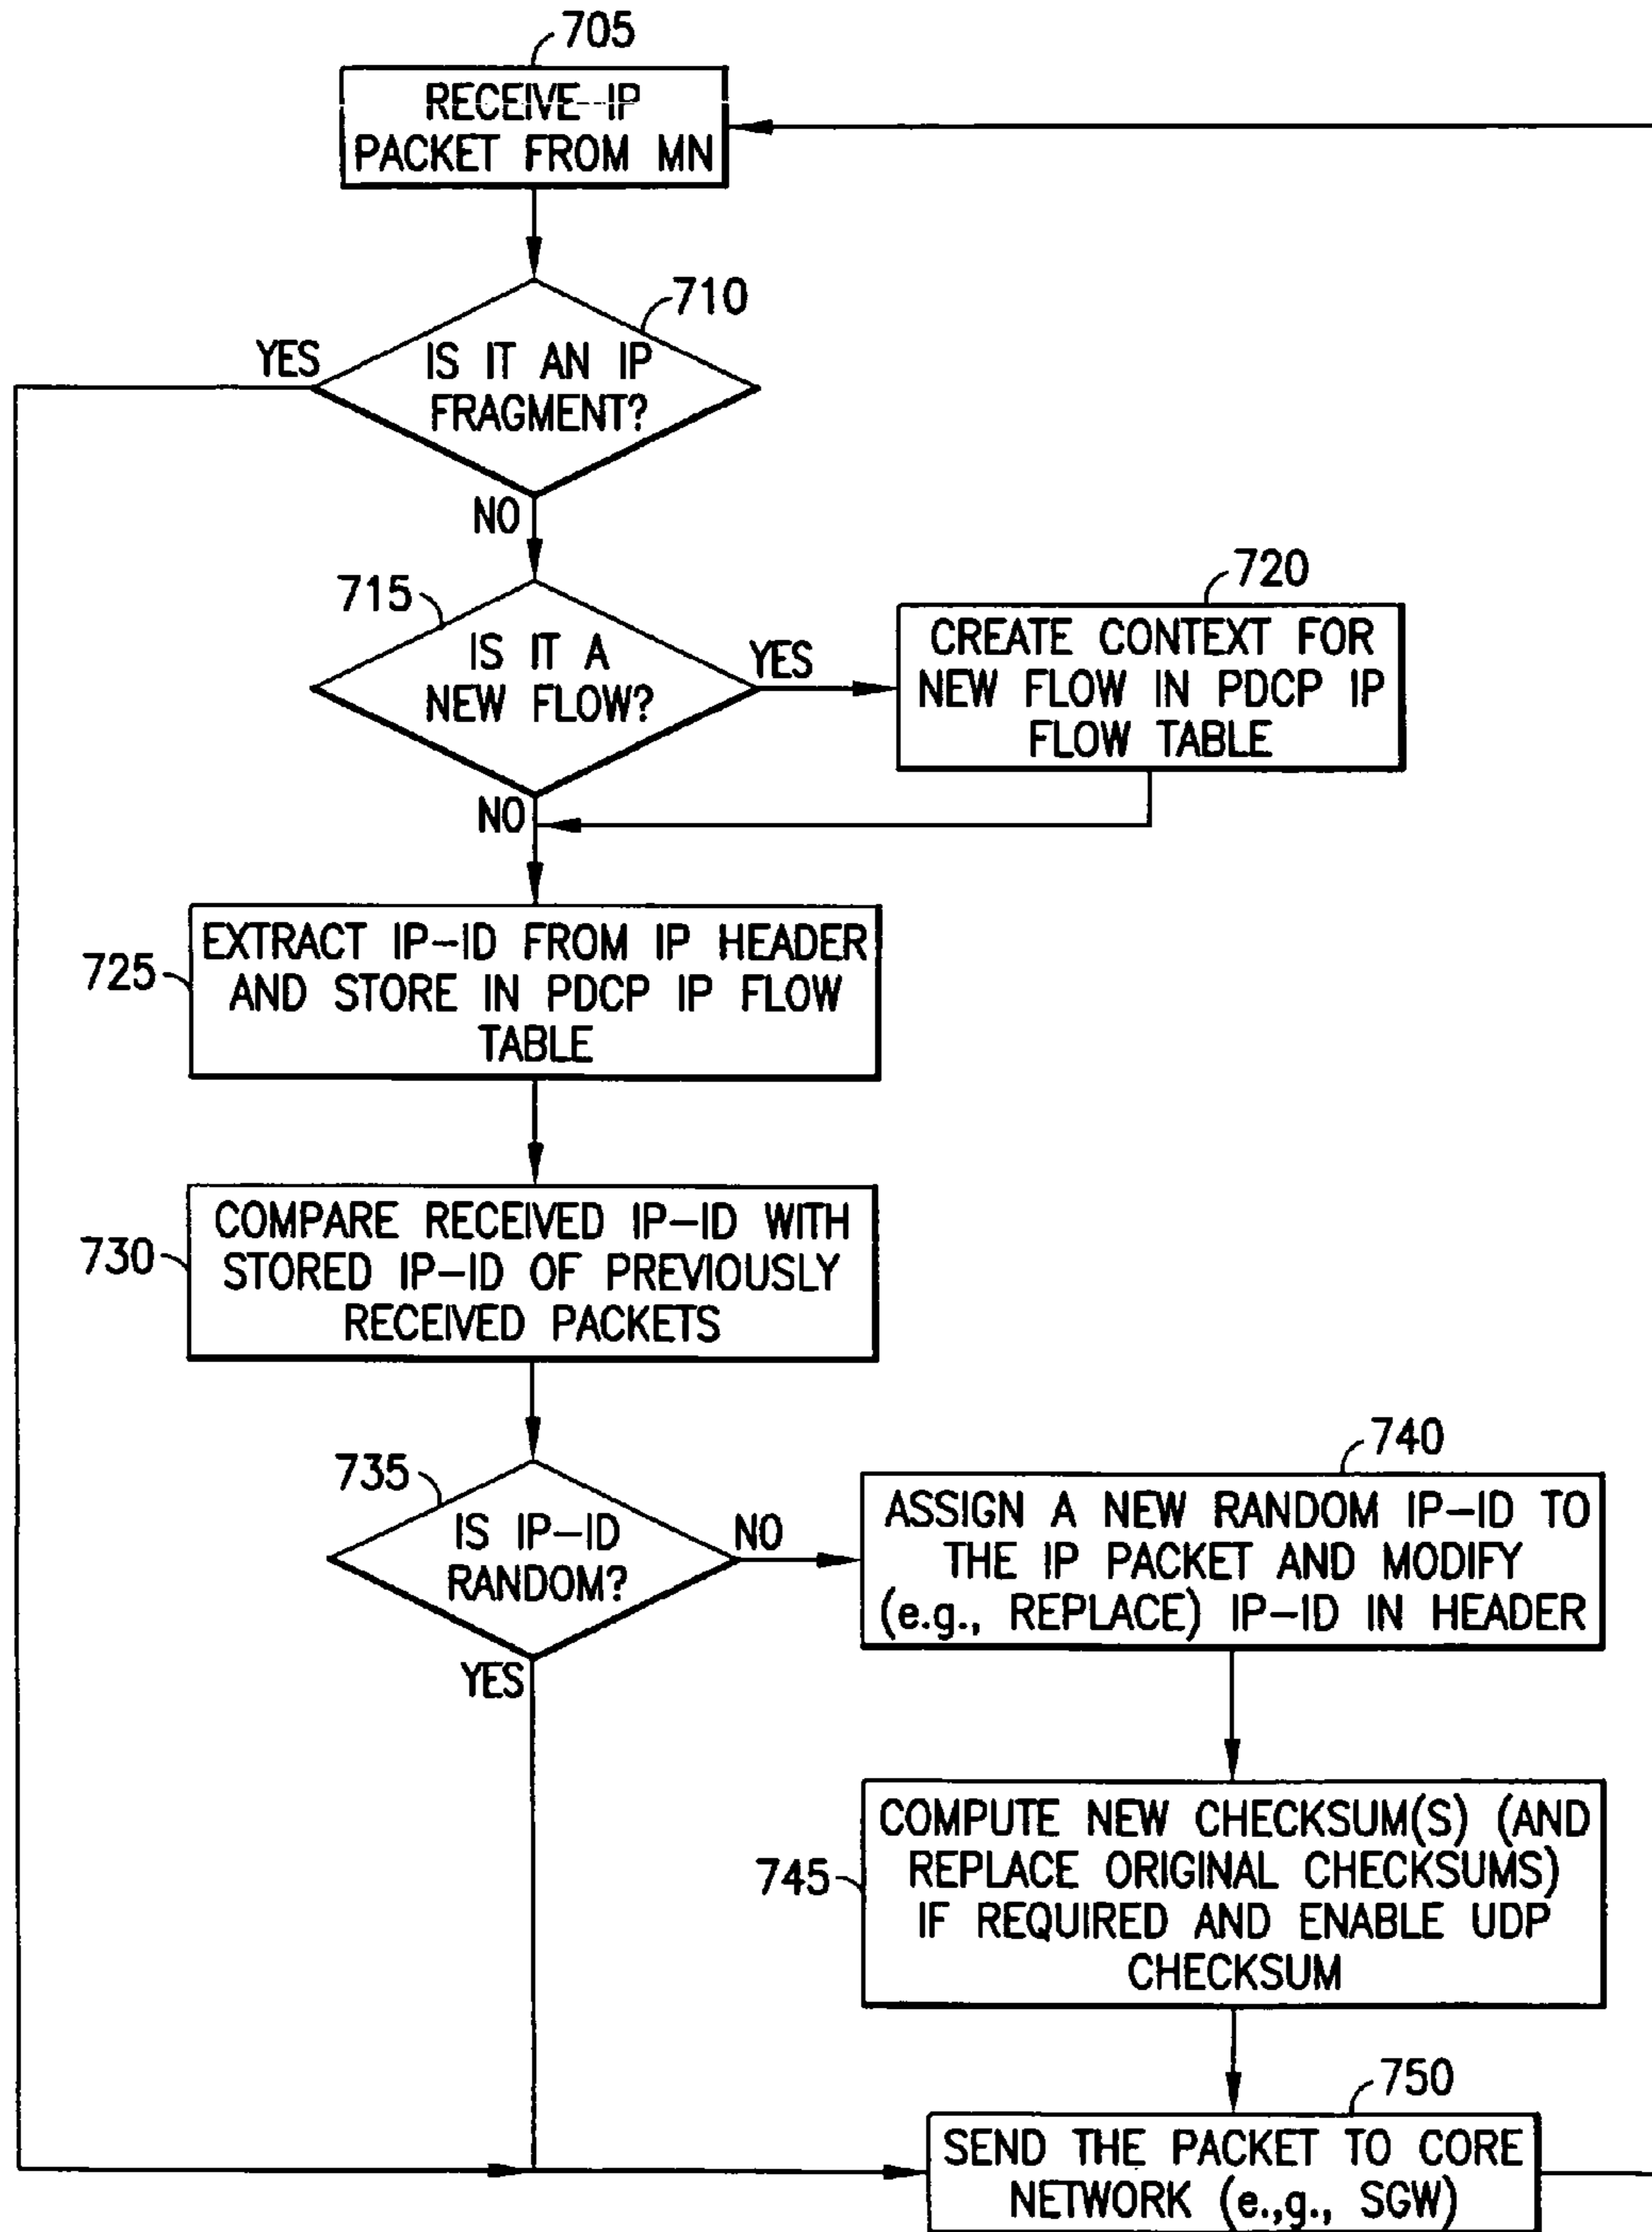 705
RECEIVE IP
PACKET FROM MN
710
YES
IS IT AN IP
FRAGMENT?
NO
715
IS IT A
NEW FLOW?
YES
720
CREATE CONTEXT FOR
NEW FLOW IN PDCP IP
FLOW TABLE
NO
725
EXTRACT IP-ID FROM IP HEADER
AND STORE IN PDCP IP FLOW
TABLE
730
COMPARE RECEIVED IP-ID WITH
STORED IP-ID OF PREVIOUSLY
RECEIVED PACKETS
735
IS IP-ID
RANDOM?
NO
YES
740
ASSIGN A NEW RANDOM IP-ID TO
THE IP PACKET AND MODIFY
(e.g., REPLACE) IP-ID IN HEADER
745
COMPUTE NEW CHECKSUM(S) (AND
REPLACE ORIGINAL CHECKSUMS)
IF REQUIRED AND ENABLE UDP
CHECKSUM
750
SEND THE PACKET TO CORE
NETWORK (e.,g., SGW)